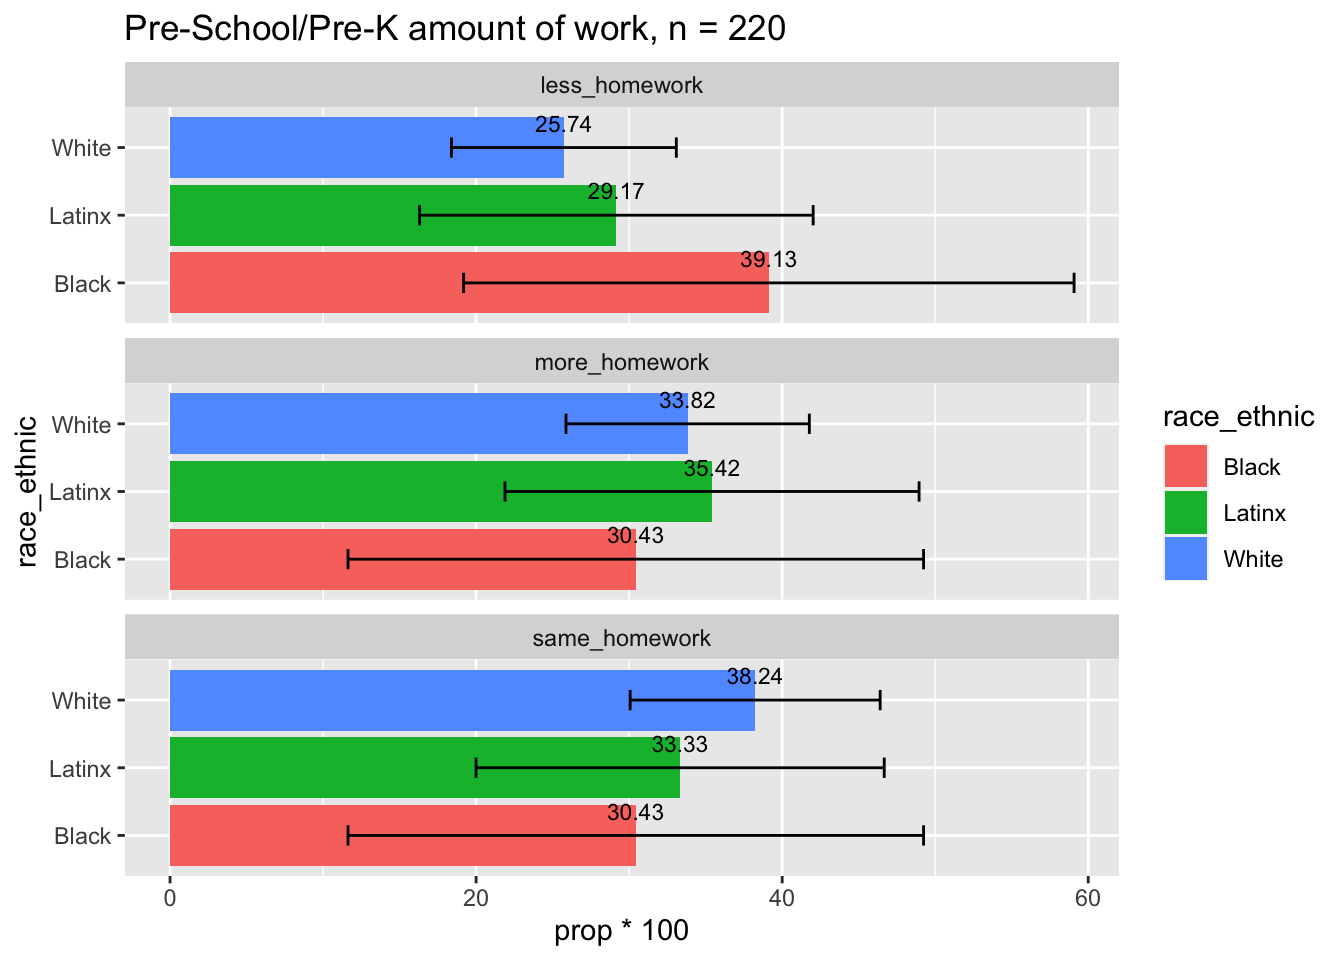 Pre-School/Pre-K amount of work, n = 220
less_homework
White
25.74
Latinx
29.17
Black
39.13
more_homework
White
33.82
Latinx
35.42
Black
30.43
same_homework
White
38.24
Latinx
33.33
Black
30.43
0 20 40 60
prop * 100
race_ethnic
race_ethnic
Black
Latinx
White